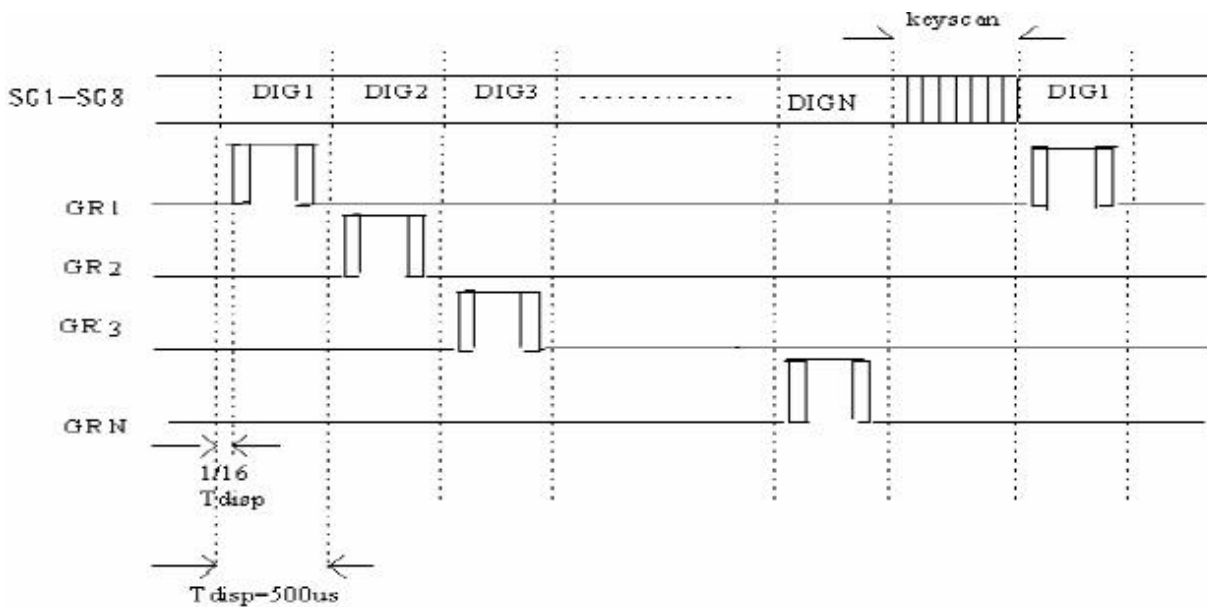 keyscan
SG1-SG8 DIG1 DIG2 DIG3 .............. DIGN DIG1
GR1
GR2
GR3
GRN
1/16
Tdisp
Tdisp=500us